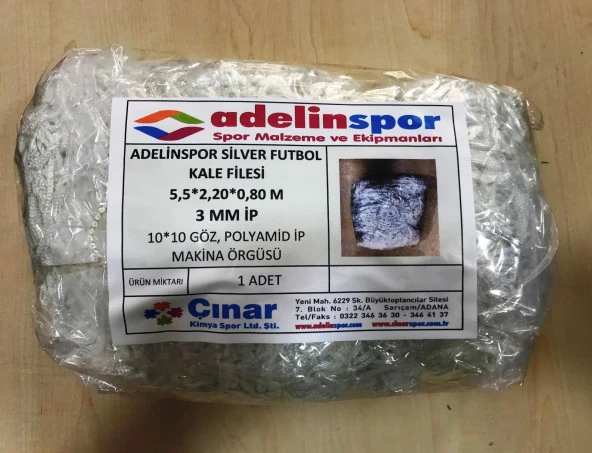 adelinspor
Spor Malzeme ve Ekipmanları
ADELİNSPOR SİLVER FUTBOL
KALE FİLESİ
5,5*2,20*0,80 M
3 MM İP
10*10 GÖZ, POLYAMİD İP
MAKİNA ÖRGÜSÜ
ÜRÜN MİKTARI 1 ADET
Çınar
Kimya Spor Ltd. Şti.
Yeni Mah. 6229 Sk. Büyüktoptancılar Sitesi
7. Blok No : 34/A Sarıçam/ADANA
Tel/Faks : 0322 346 36 30 - 346 41 37
www.adelinspor.com www.cinarspor.com.tr